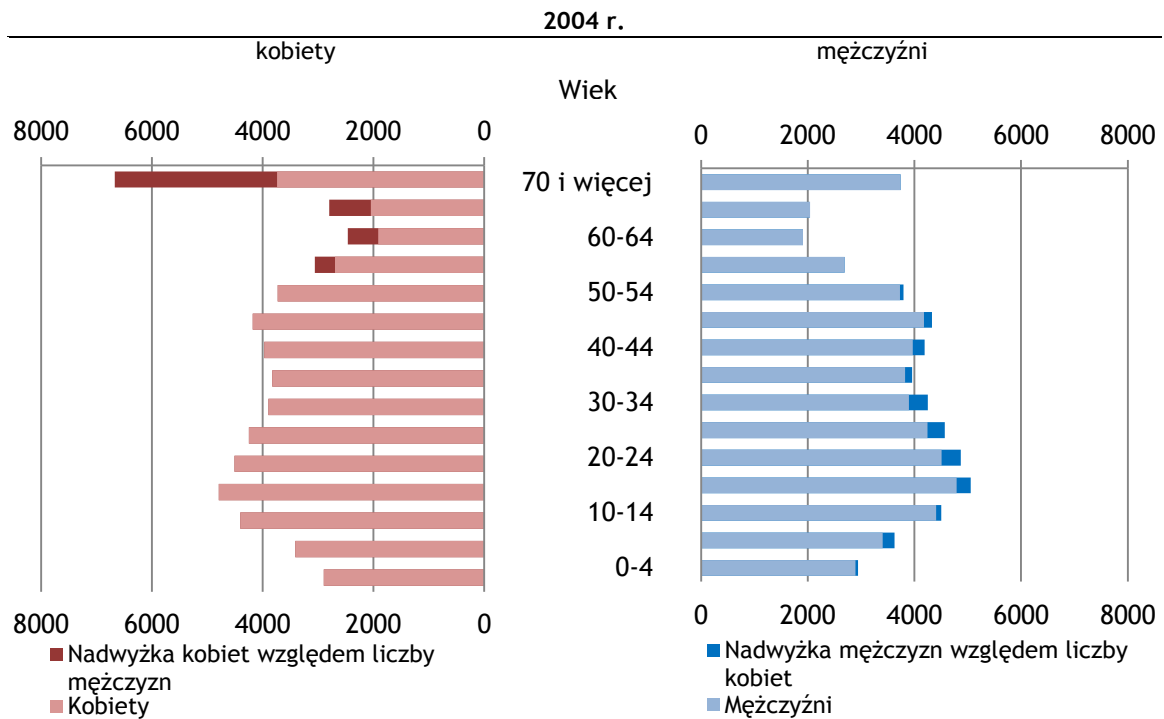 2004 r.
kobiety
mężczyźni
Wiek
8000 6000 4000 2000 0
0 2000 4000 6000 8000
70 i więcej
60-64
50-54
40-44
30-34
20-24
10-14
0-4
8000 6000 4000 2000 0
0 2000 4000 6000 8000
Nadwyżka kobiet względem liczby
mężczyzn
Kobiety
Nadwyżka mężczyzn względem liczby
kobiet
Mężczyźni